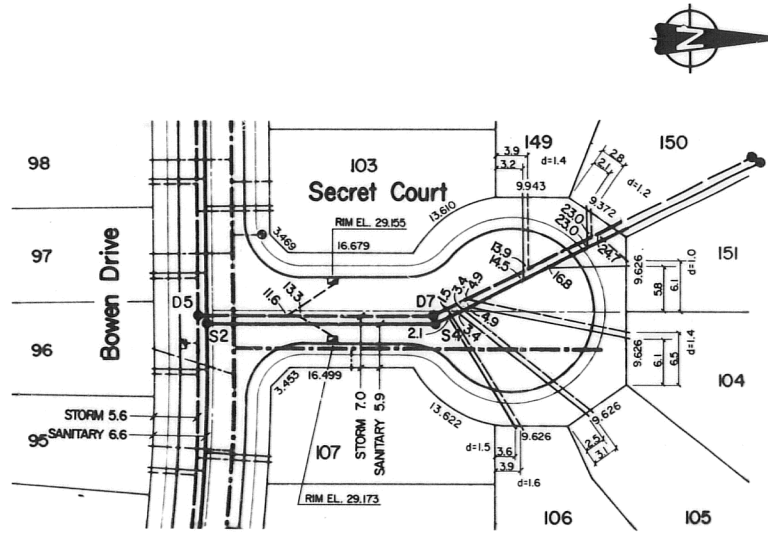 N
98
97
96
95
Bowen Drive
103
Secret Court
RIM EL. 29.155
3.469
16.679
13.610
11.6
13.3
D5
S2
D7
S4
2.1
149
150
151
104
105
106
107
3.9
3.2
d=1.4
9.943
2.8
2.1
d=1.2
9.372
23.0
23.0
24.7
13.9
14.5
16.8
1.5
3.4
4.9
4.9
3.4
9.626
5.8
6.1
d=1.0
9.626
6.1
6.5
d=1.4
9.626
2.5
3.1
9.626
d=1.5
3.6
3.9
d=1.6
3.453
16.499
13.622
STORM 5.6
SANITARY 6.6
STORM 7.0
SANITARY 5.9
RIM EL. 29.173